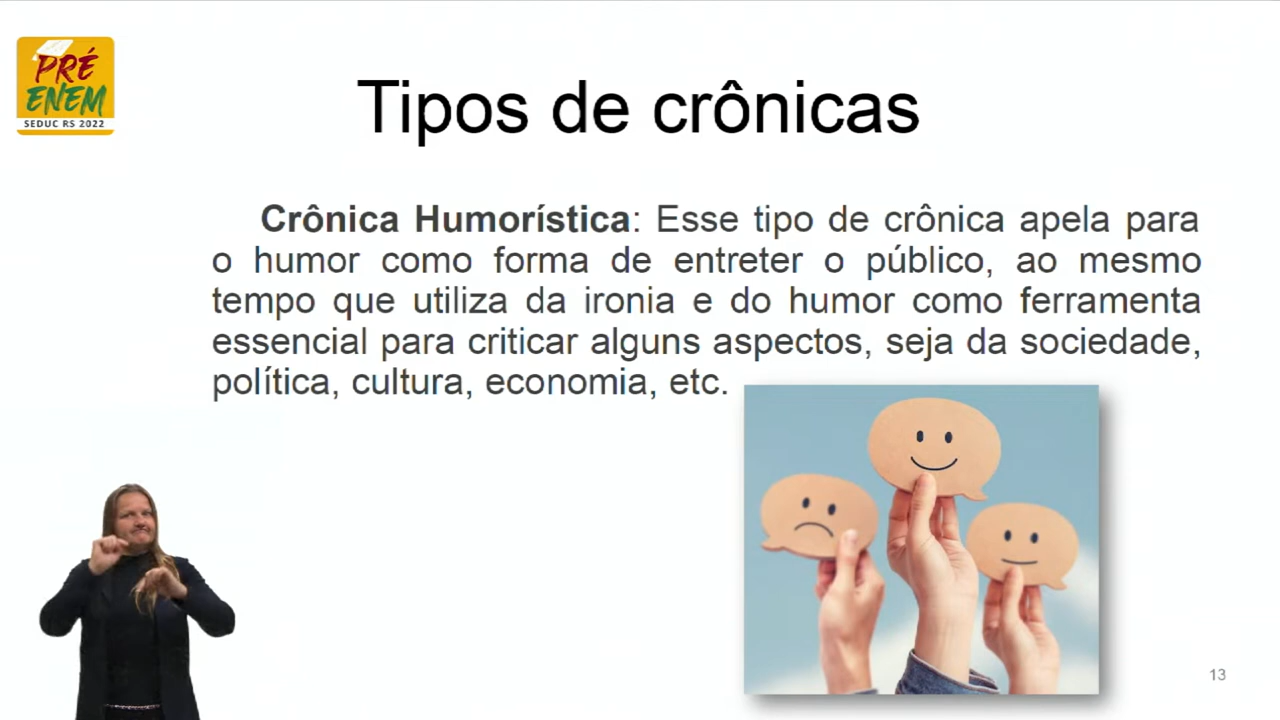 PRÉ
ENEM
SEDUC RS 2022
Tipos de crônicas
Crônica Humorística: Esse tipo de crônica apela para
o humor como forma de entreter o público, ao mesmo
tempo que utiliza da ironia e do humor como ferramenta
essencial para criticar alguns aspectos, seja da sociedade,
política, cultura, economia, etc.
13